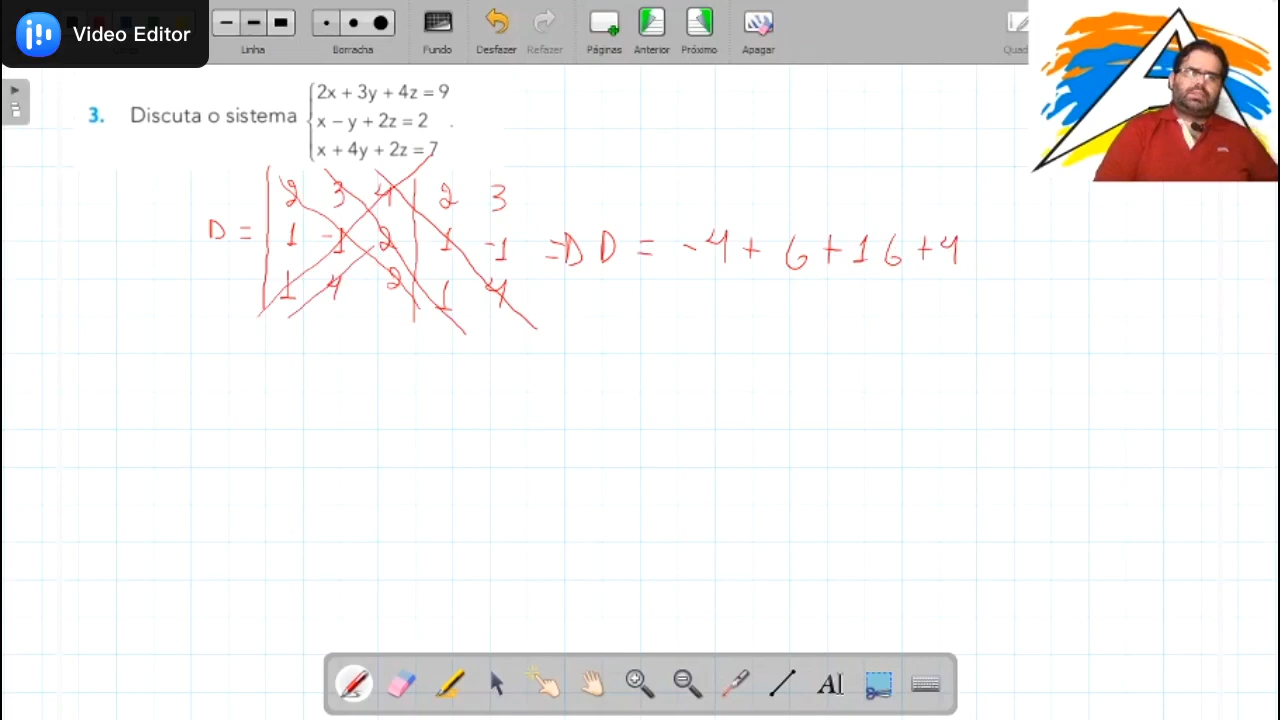 Video Editor
Linha
Borracha
Fundo
Desfazer
Refazer
Páginas
Anterior
Próximo
Apagar
Quad
3. Discuta o sistema
2x + 3y + 4z = 9
x − y + 2z = 2
x + 4y + 2z = 7
.
2 3 4 2 3
D = 1 -1 2 1 -1 => D = -4 + 6 + 16 + 4
1 4 2 1 4
AI